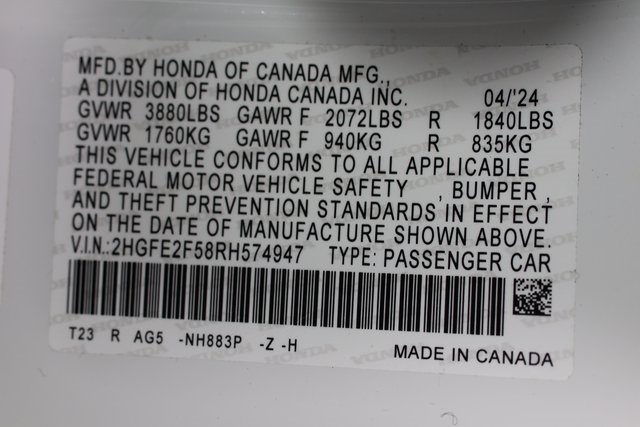 MFD.BY HONDA OF CANADA MFG.,
A DIVISION OF HONDA CANADA INC. 04/'24
GVWR 3880LBS GAWR F 2072LBS R 1840LBS
GVWR 1760KG GAWR F 940KG R 835KG
THIS VEHICLE CONFORMS TO ALL APPLICABLE
FEDERAL MOTOR VEHICLE SAFETY , BUMPER ,
AND THEFT PREVENTION STANDARDS IN EFFECT
ON THE DATE OF MANUFACTURE SHOWN ABOVE.
V.I.N.:2HGFE2F58RH574947 TYPE: PASSENGER CAR
T23 R AG5 -NH883P -Z -H
MADE IN CANADA